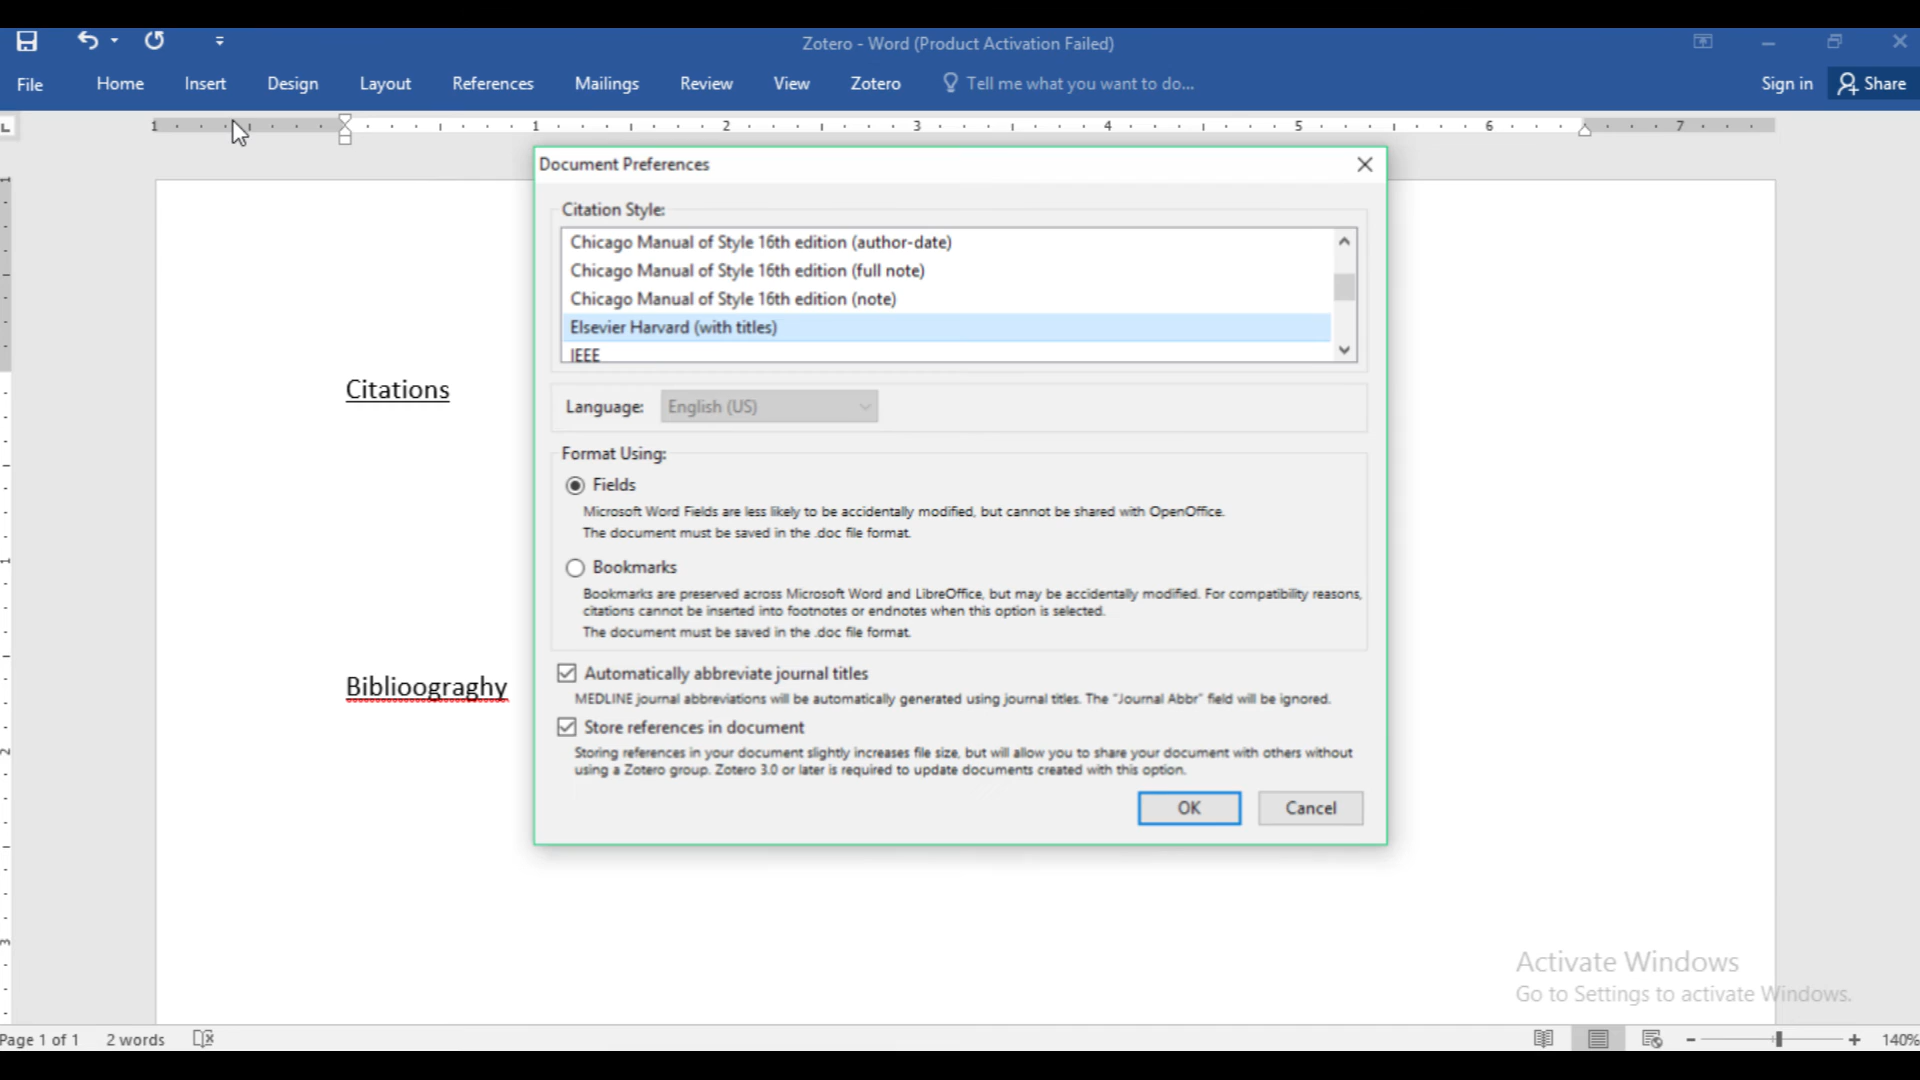 Zotero - Word (Product Activation Failed)
File Home Insert Design Layout References Mailings Review View Zotero Tell me what you want to do... Sign in Share
L 1 1 2 3 4 5 6 7
Document Preferences
Citation Style:
Chicago Manual of Style 16th edition (author-date)
Chicago Manual of Style 16th edition (full note)
Chicago Manual of Style 16th edition (note)
Elsevier Harvard (with titles)
IEEE
Citations
Language: English (US)
Format Using:
Fields
Microsoft Word Fields are less likely to be accidentally modified, but cannot be shared with OpenOffice.
The document must be saved in the .doc file format.
Bookmarks
Bookmarks are preserved across Microsoft Word and LibreOffice, but may be accidentally modified. For compatibility reasons,
citations cannot be inserted into footnotes or endnotes when this option is selected.
The document must be saved in the .doc file format.
Automatically abbreviate journal titles
Biblioograghy
MEDLINE journal abbreviations will be automatically generated using journal titles. The "Journal Abbr" field will be ignored.
Store references in document
Storing references in your document slightly increases file size, but will allow you to share your document with others without
using a Zotero group. Zotero 3.0 or later is required to update documents created with this option.
OK Cancel
Activate Windows
Go to Settings to activate Windows.
Page 1 of 1 2 words 140%